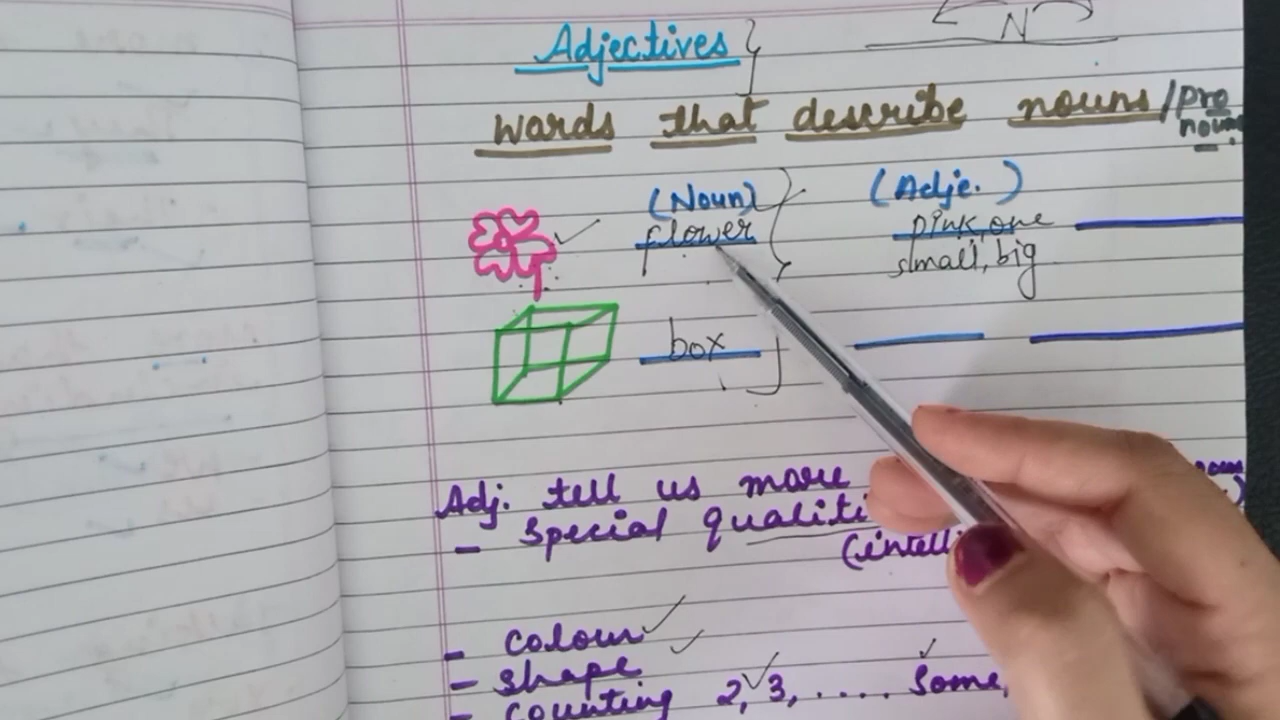 N
Adjectives
words that describe nouns/pro
noun
(Noun) (Adje.)
flower pink, one
small, big
box
Adj. tell us more
- special qualiti
(intelli
- colour
- shape
- counting 2, 3, .... Some,